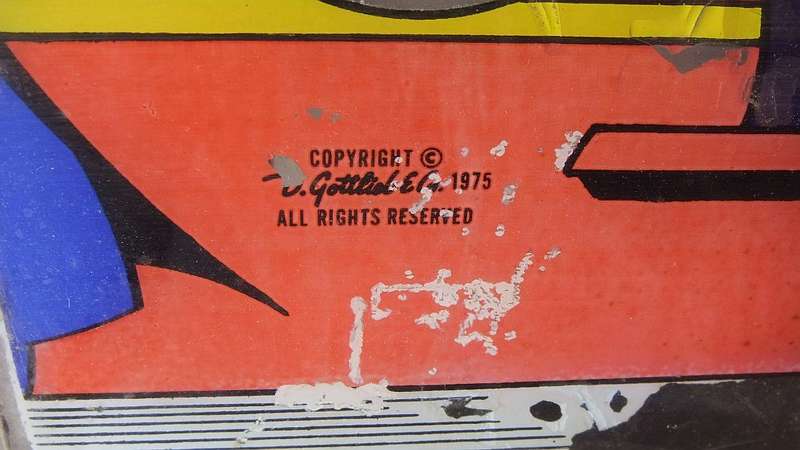 COPYRIGHT ©
D. Gottlieb & Co. 1975
ALL RIGHTS RESERVED